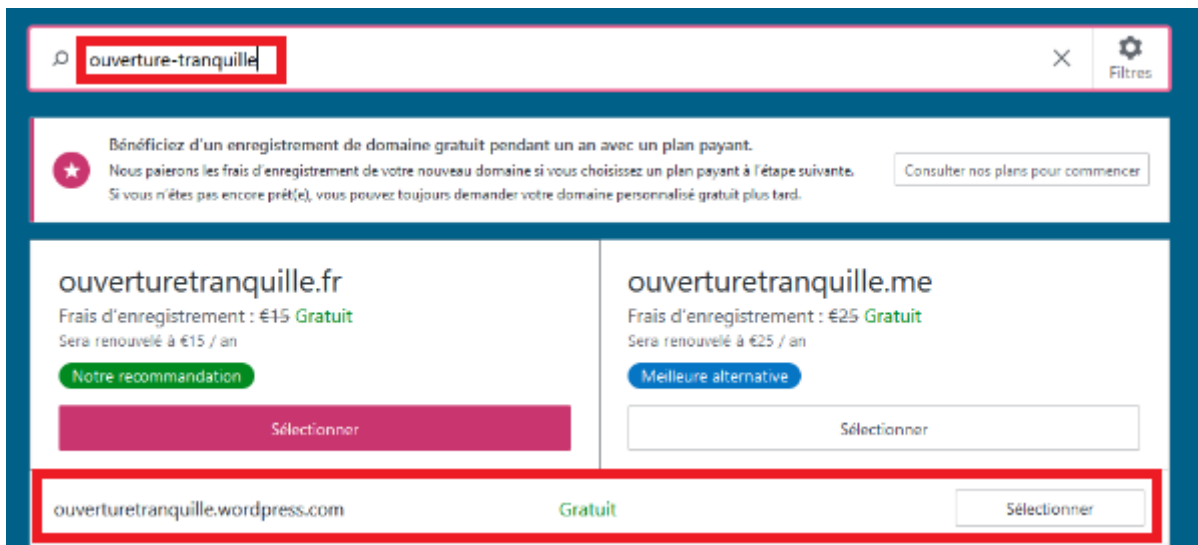 ouverture-tranquille
Filtres
Bénéficiez d'un enregistrement de domaine gratuit pendant un an avec un plan payant.
Nous paierons les frais d'enregistrement de votre nouveau domaine si vous choisissez un plan payant à l'étape suivante.
Si vous n'êtes pas encore prêt(e), vous pouvez toujours demander votre domaine personnalisé gratuit plus tard.
Consulter nos plans pour commencer
ouverturetranquille.fr
Frais d'enregistrement : €15 Gratuit
Sera renouvelé à €15 / an
Notre recommandation
Sélectionner
ouverturetranquille.me
Frais d'enregistrement : €25 Gratuit
Sera renouvelé à €25 / an
Meilleure alternative
Sélectionner
ouverturetranquille.wordpress.com Gratuit Sélectionner